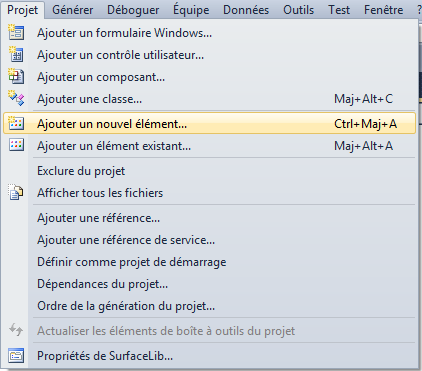 Projet Générer Déboguer Équipe Données Outils Test Fenêtre ?
Ajouter un formulaire Windows...
Ajouter un contrôle utilisateur...
Ajouter un composant...
Ajouter une classe... Maj+Alt+C
Ajouter un nouvel élément... Ctrl+Maj+A
Ajouter un élément existant... Maj+Alt+A
Exclure du projet
Afficher tous les fichiers
Ajouter une référence...
Ajouter une référence de service...
Définir comme projet de démarrage
Dépendances du projet...
Ordre de la génération du projet...
Actualiser les éléments de boîte à outils du projet
Propriétés de SurfaceLib...